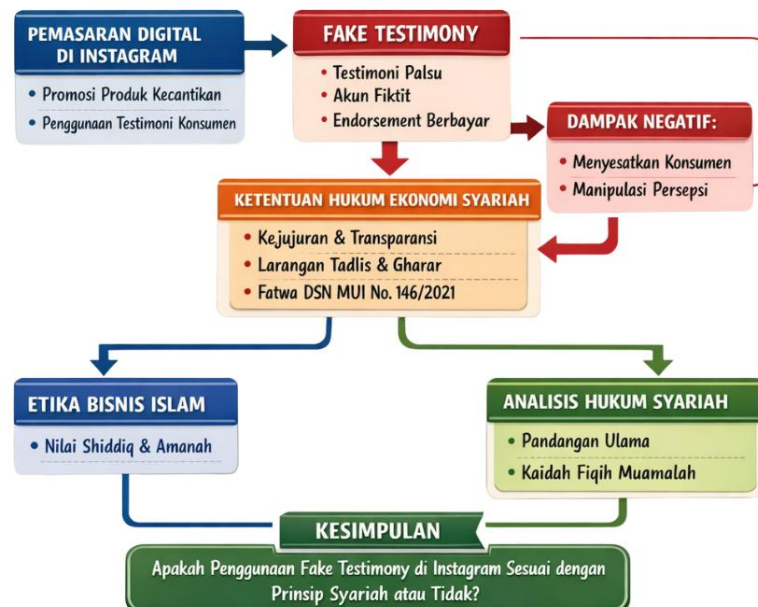 PEMASARAN DIGITAL
DI INSTAGRAM
• Promosi Produk Kecantikan
• Penggunaan Testimoni Konsumen
FAKE TESTIMONY
• Testimoni Palsu
• Akun Fiktit
• Endorsement Berbayar
DAMPAK NEGATIF:
• Menyesatkan Konsumen
• Manipulasi Persepsi
KETENTUAN HUKUM EKONOMI SYARIAH
• Kejujuran & Transparansi
• Larangan Tadlis & Gharar
• Fatwa DSN MUI No. 146/2021
ETIKA BISNIS ISLAM
• Nilai Shiddiq & Amanah
ANALISIS HUKUM SYARIAH
• Pandangan Ulama
• Kaidah Fiqih Muamalah
KESIMPULAN
Apakah Penggunaan Fake Testimony di Instagram Sesuai dengan
Prinsip Syariah atau Tidak?